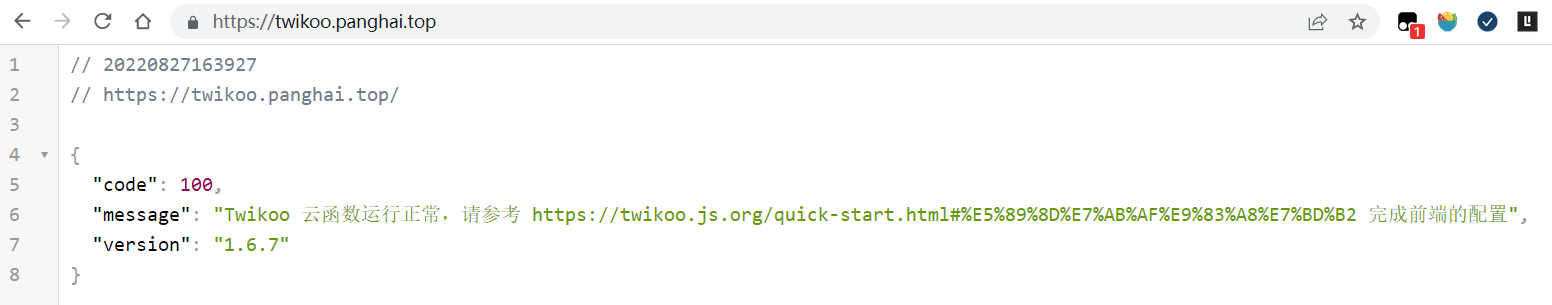 https://twikoo.panghai.top
1
1 // 20220827163927
2 // https://twikoo.panghai.top/
3
4 {
5 "code": 100,
6 "message": "Twikoo 云函数运行正常，请参考 https://twikoo.js.org/quick-start.html#%E5%89%8D%E7%AB%AF%E9%83%A8%E7%BD%B2 完成前端的配置",
7 "version": "1.6.7"
8 }